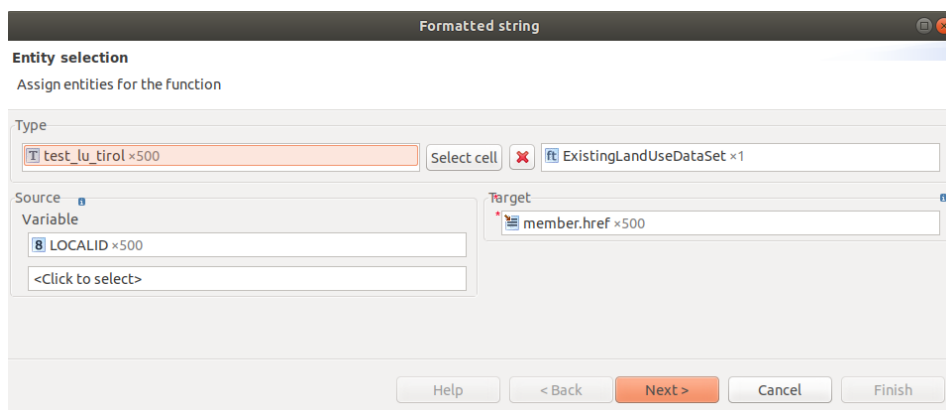 Formatted string
Entity selection
Assign entities for the function
Type
T test_lu_tirol ×500
Select cell
ft ExistingLandUseDataSet ×1
Source
Variable
8 LOCALID ×500
<Click to select>
Target
* member.href ×500
Help
< Back
Next >
Cancel
Finish